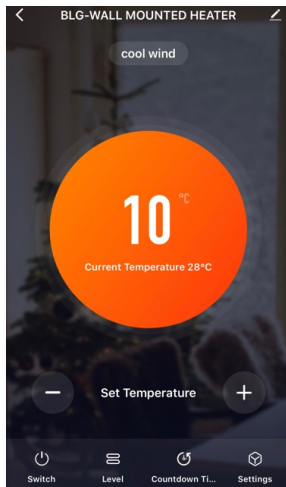 BLG-WALL MOUNTED HEATER
cool wind
10 °C
Current Temperature 28°C
Set Temperature
Switch Level Countdown Ti... Settings